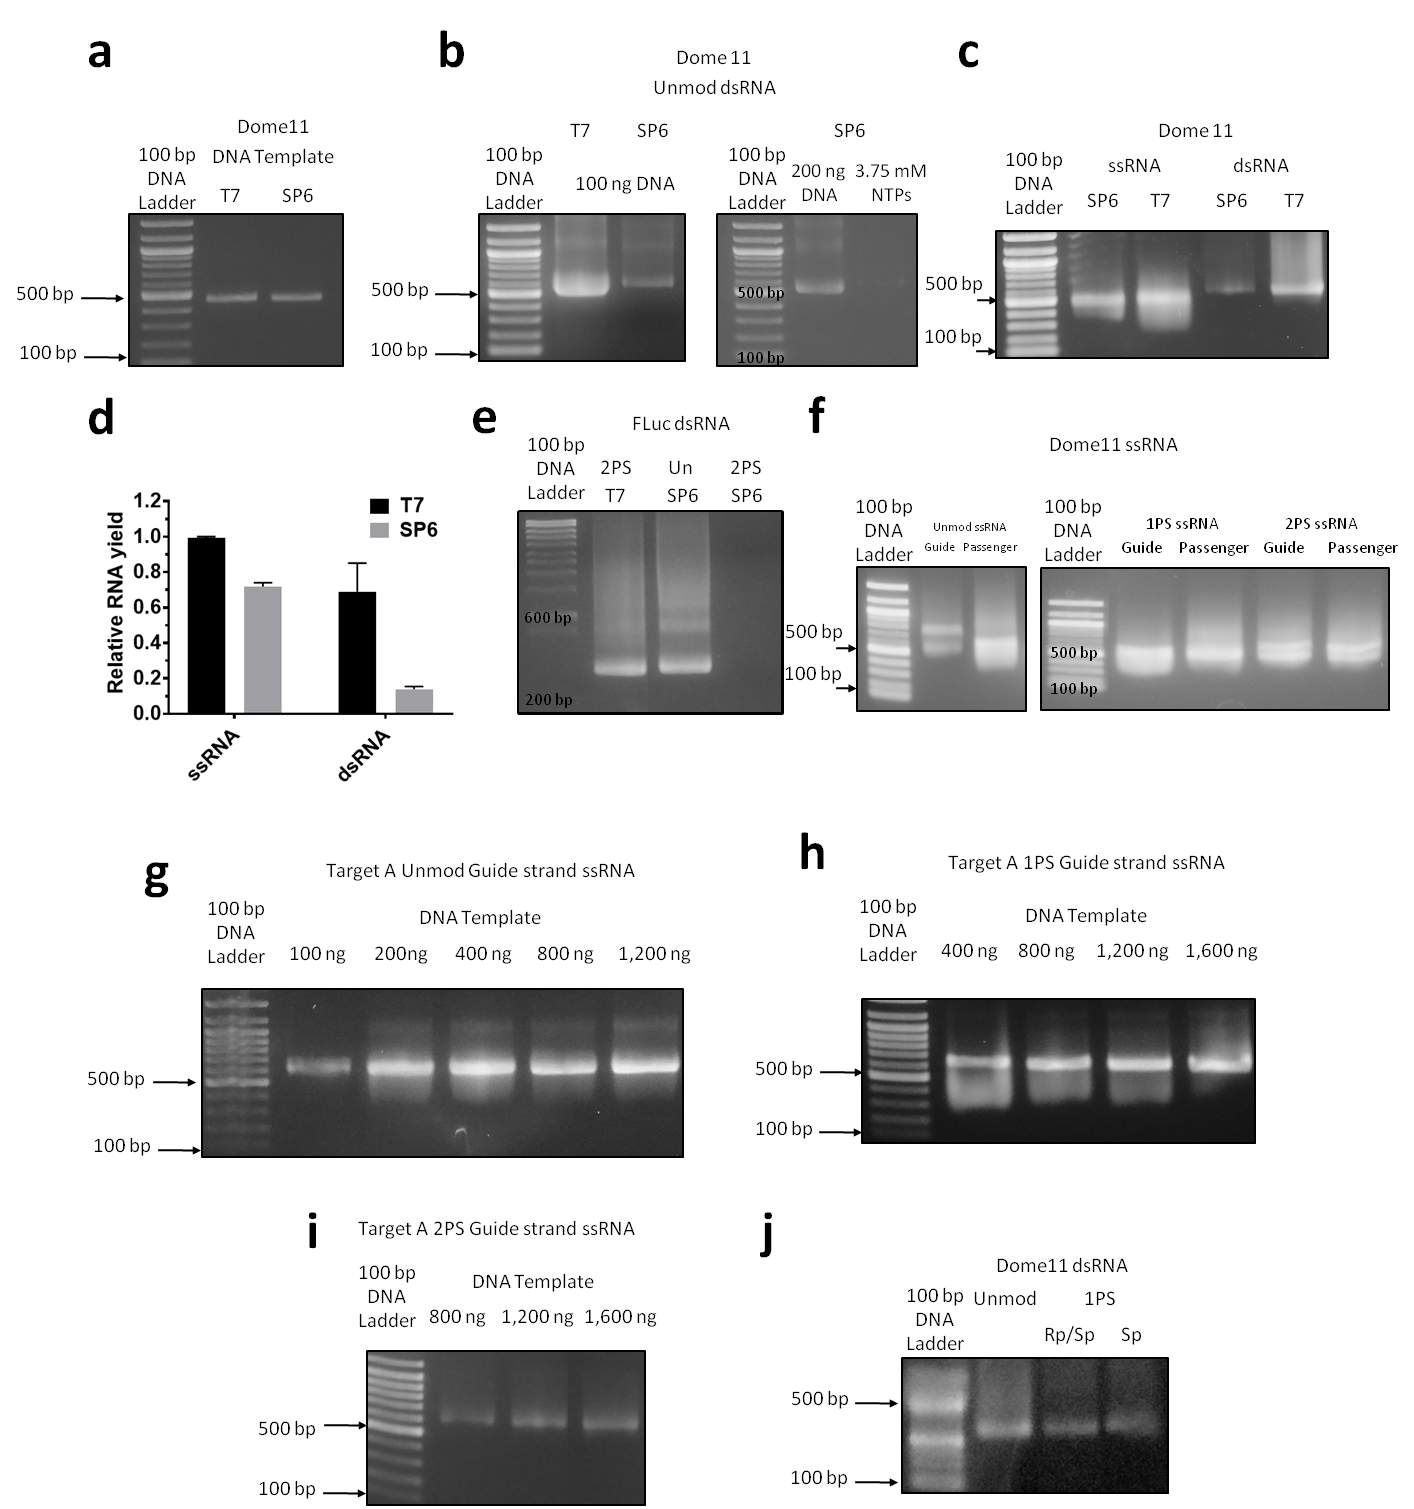 a
Dome11
DNA Template
100 bp
DNA
Ladder
T7 SP6
500 bp
100 bp
b
Dome 11
Unmod dsRNA
T7 SP6
100 bp
DNA
Ladder
100 ng DNA
500 bp
100 bp
SP6
100 bp
DNA
Ladder
200 ng
DNA
3.75 mM
NTPs
500 bp
100 bp
c
Dome 11
100 bp
DNA
Ladder
ssRNA dsRNA
SP6 T7 SP6 T7
500 bp
100 bp
d
Relative RNA yield
1.2
1.0
0.8
0.6
0.4
0.2
0.0
T7
SP6
ssRNA
dsRNA
e
FLuc dsRNA
100 bp
DNA
Ladder
2PS Un 2PS
T7 SP6 SP6
600 bp
200 bp
f
Dome11 ssRNA
100 bp
DNA
Ladder
Unmod ssRNA
Guide Passenger
500 bp
100 bp
100 bp
DNA
Ladder
1PS ssRNA 2PS ssRNA
Guide Passenger Guide Passenger
500 bp
100 bp
g
Target A Unmod Guide strand ssRNA
100 bp
DNA
Ladder
DNA Template
100 ng 200ng 400 ng 800 ng 1,200 ng
500 bp
100 bp
h
Target A 1PS Guide strand ssRNA
100 bp
DNA
Ladder
DNA Template
400 ng 800 ng 1,200 ng 1,600 ng
500 bp
100 bp
i
Target A 2PS Guide strand ssRNA
100 bp
DNA
Ladder
DNA Template
800 ng 1,200 ng 1,600 ng
500 bp
100 bp
j
Dome11 dsRNA
100 bp
DNA
Ladder
Unmod 1PS
Rp/Sp Sp
500 bp
100 bp